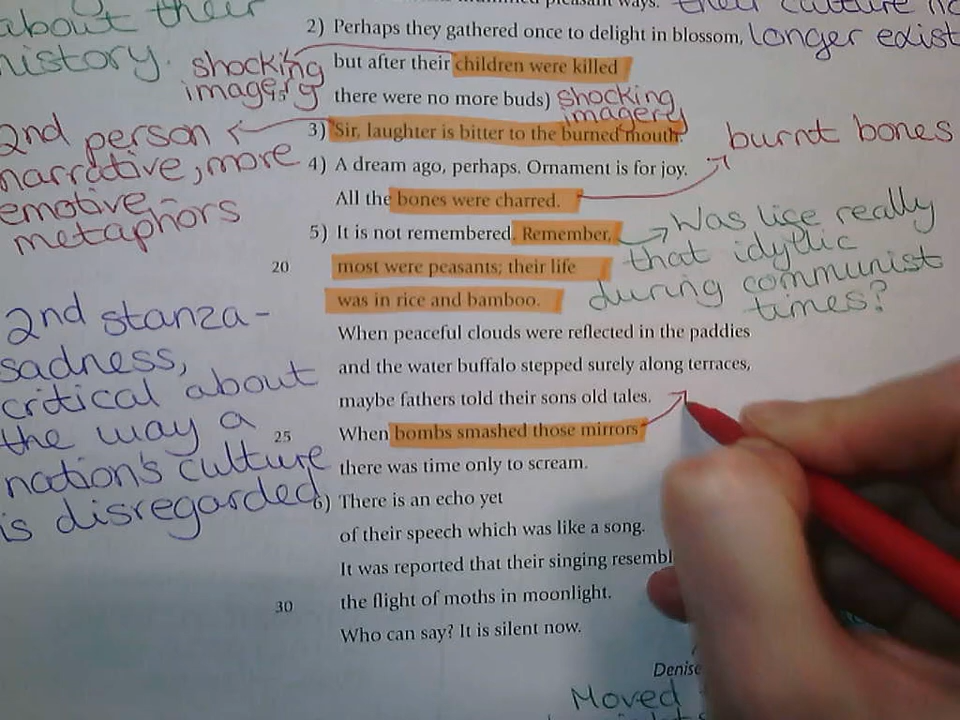 about their
pleasant ways. their culture no
2) Perhaps they gathered once to delight in blossom, longer exist
history. shocking but after their children were killed
imagery 15 there were no more buds) shocking
imagery
2nd person 3) Sir, laughter is bitter to the burned mouth. burnt bones
narrative, more 4) A dream ago, perhaps. Ornament is for joy.
emotive - All the bones were charred.
metaphors
5) It is not remembered. Remember, Was lice really
20 most were peasants; their life that idyllic
was in rice and bamboo. during communist
times?
2nd stanza - When peaceful clouds were reflected in the paddies
sadness, and the water buffalo stepped surely along terraces,
critical about maybe fathers told their sons old tales.
the way a 25 When bombs smashed those mirrors
nation's culture there was time only to scream.
is disregarded 6) There is an echo yet
of their speech which was like a song.
It was reported that their singing resembl
30 the flight of moths in moonlight.
Who can say? It is silent now.
Denise
Moved